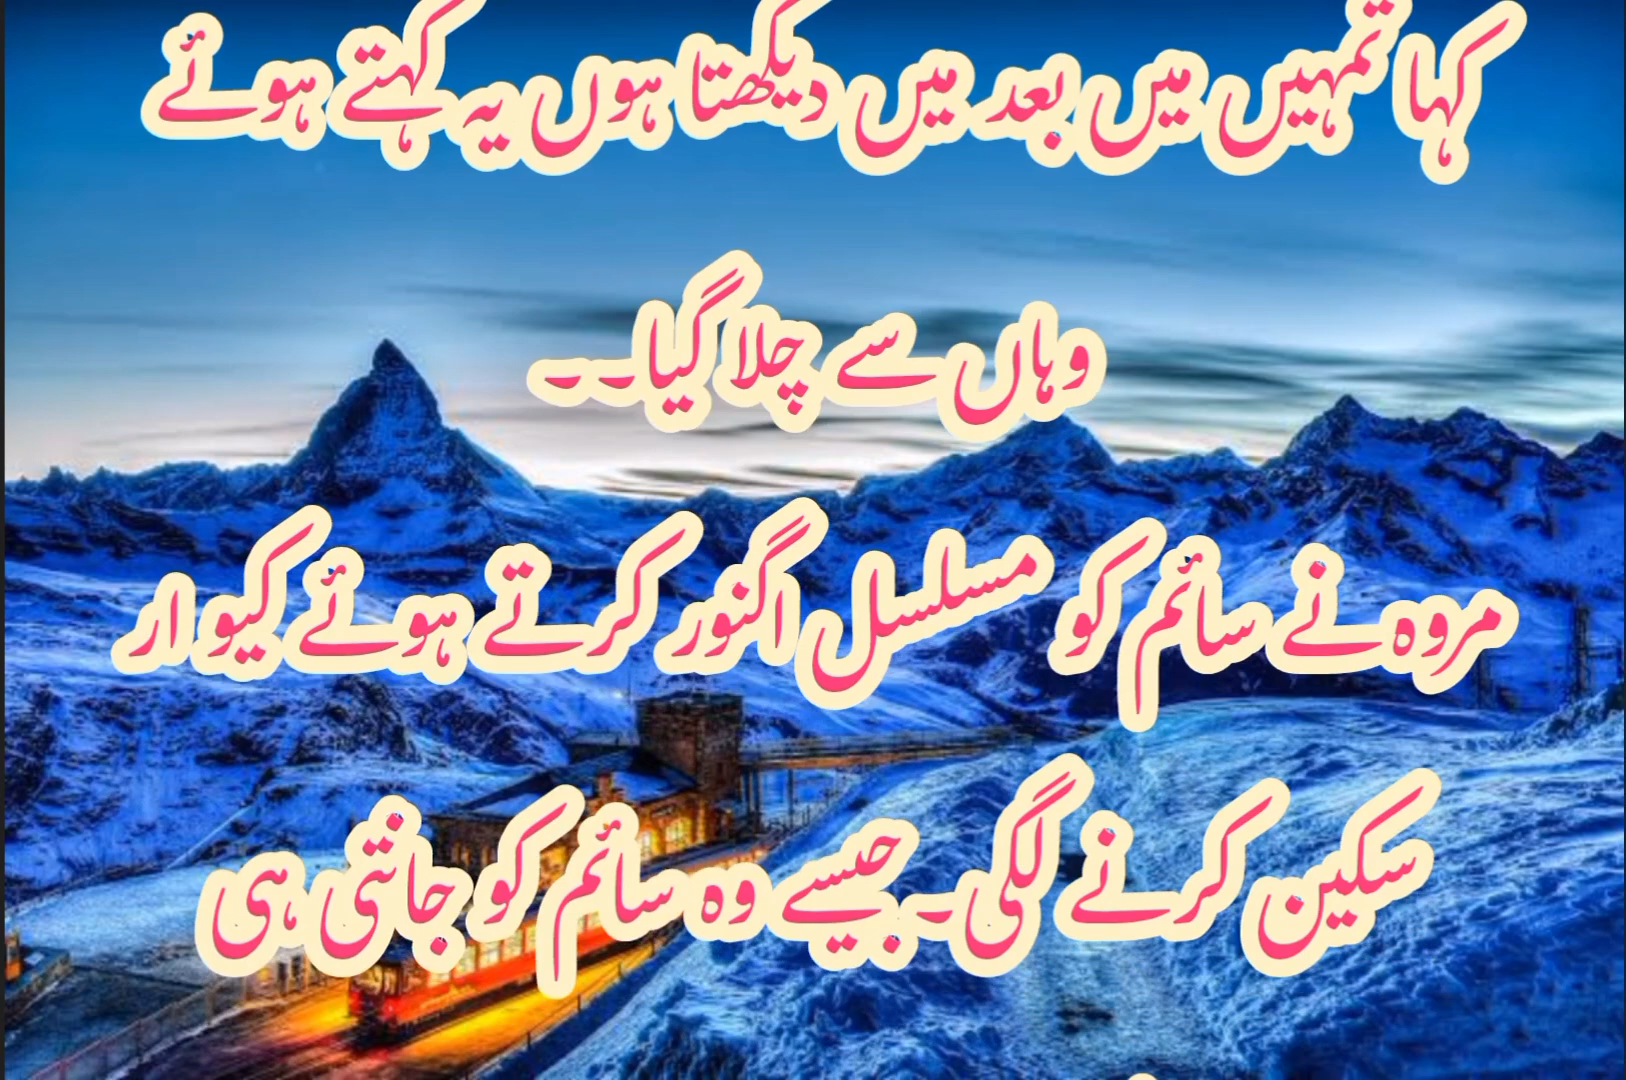 کہا تمہیں میں بعد میں دیکھتا ہوں یہ کہتے ہوئے
وہاں سے چلا گیا۔۔
مروہ نے سائم کو مسلسل اگنور کرتے ہوئے کیو ار
سکین کرنے لگی۔ جیسے وہ سائم کو جانتی ہی